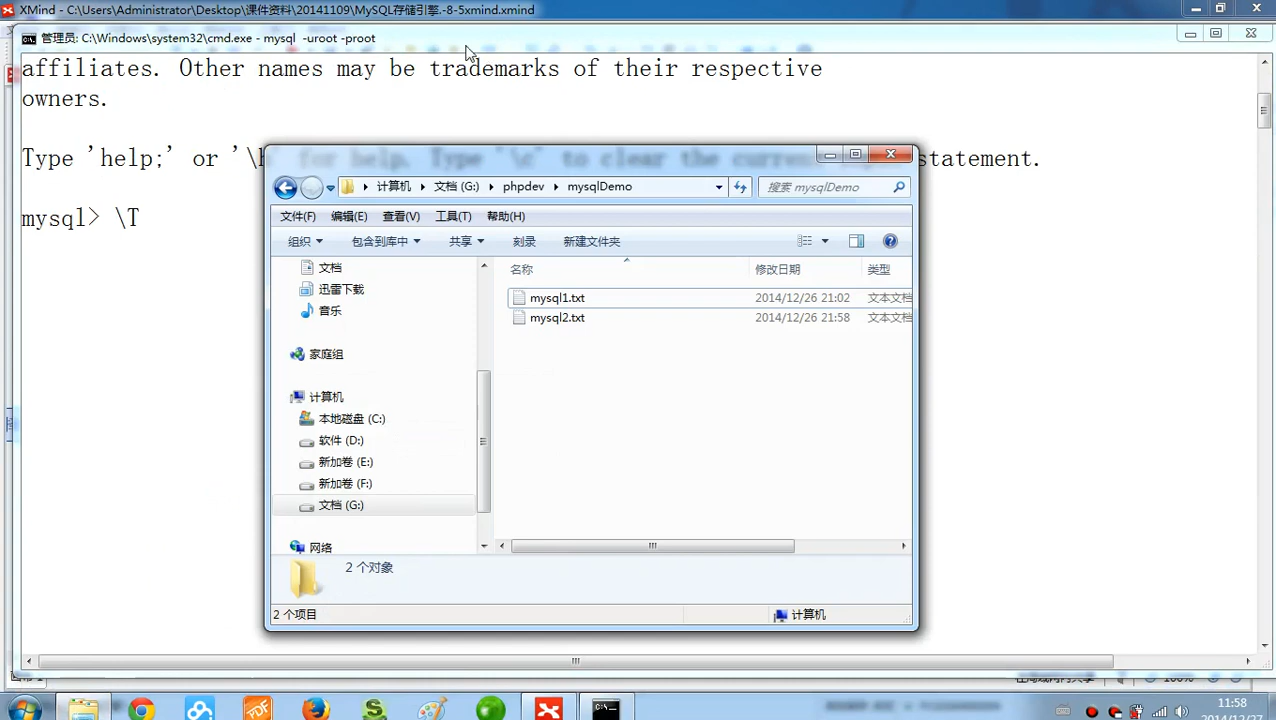 XMind - C:\Users\Administrator\Desktop\课件资料\20141109\MySQL存储引擎-8-5xmind.xmind
管理员: C:\Windows\system32\cmd.exe - mysql  -uroot -proot
affiliates. Other names may be trademarks of their respective
owners.
Type 'help;' or '\h' for help. Type '\c' to clear the current statement.
mysql> \T
计算机 文档 (G:) phpdev mysqlDemo 搜索 mysqlDemo
文件(F) 编辑(E) 查看(V) 工具(T) 帮助(H)
组织 包含到库中 共享 刻录 新建文件夹
名称 修改日期 类型
文档
迅雷下载
音乐
家庭组
计算机
本地磁盘 (C:)
软件 (D:)
新加卷 (E:)
新加卷 (F:)
文档 (G:)
网络
mysql1.txt 2014/12/26 21:02 文本文档
mysql2.txt 2014/12/26 21:58 文本文档
2 个对象
2 个项目 计算机
11:58